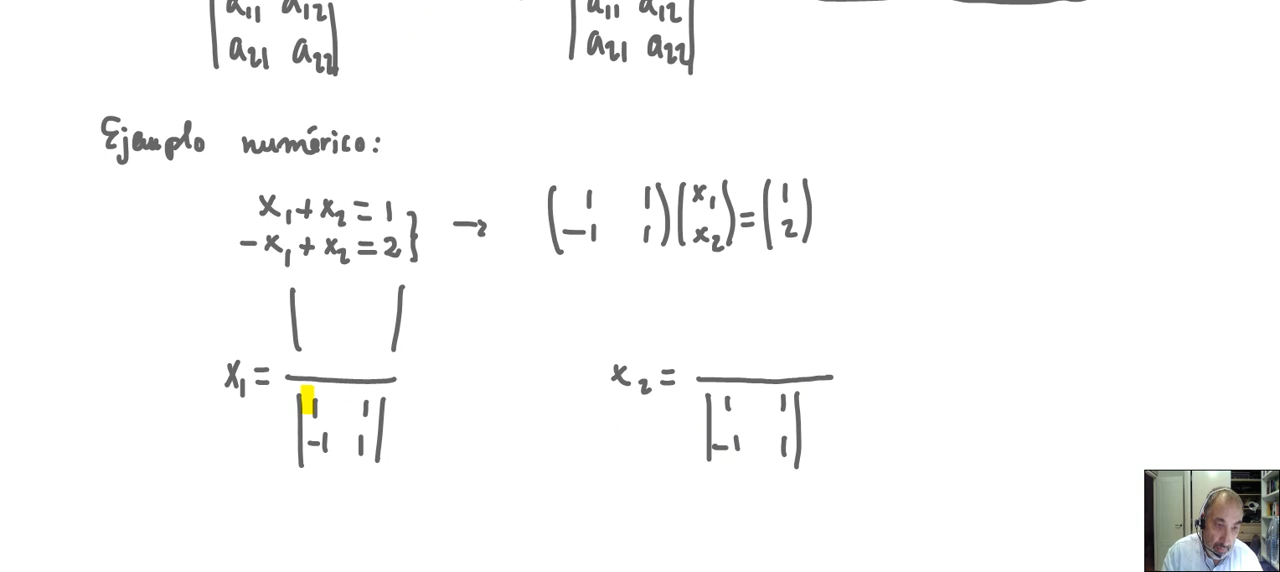 |a11 a12| |a11 a12|
|a21 a22| |a21 a22|
Ejemplo numérico:
x₁ + x₂ = 1
-x₁ + x₂ = 2 } → ( 1 1 ) ( x₁ ) = ( 1 )
( -1 1 ) ( x₂ ) ( 2 )
| |
x₁ = ——— x₂ = ———
| 1 1 | | 1 1 |
| -1 1 | | -1 1 |